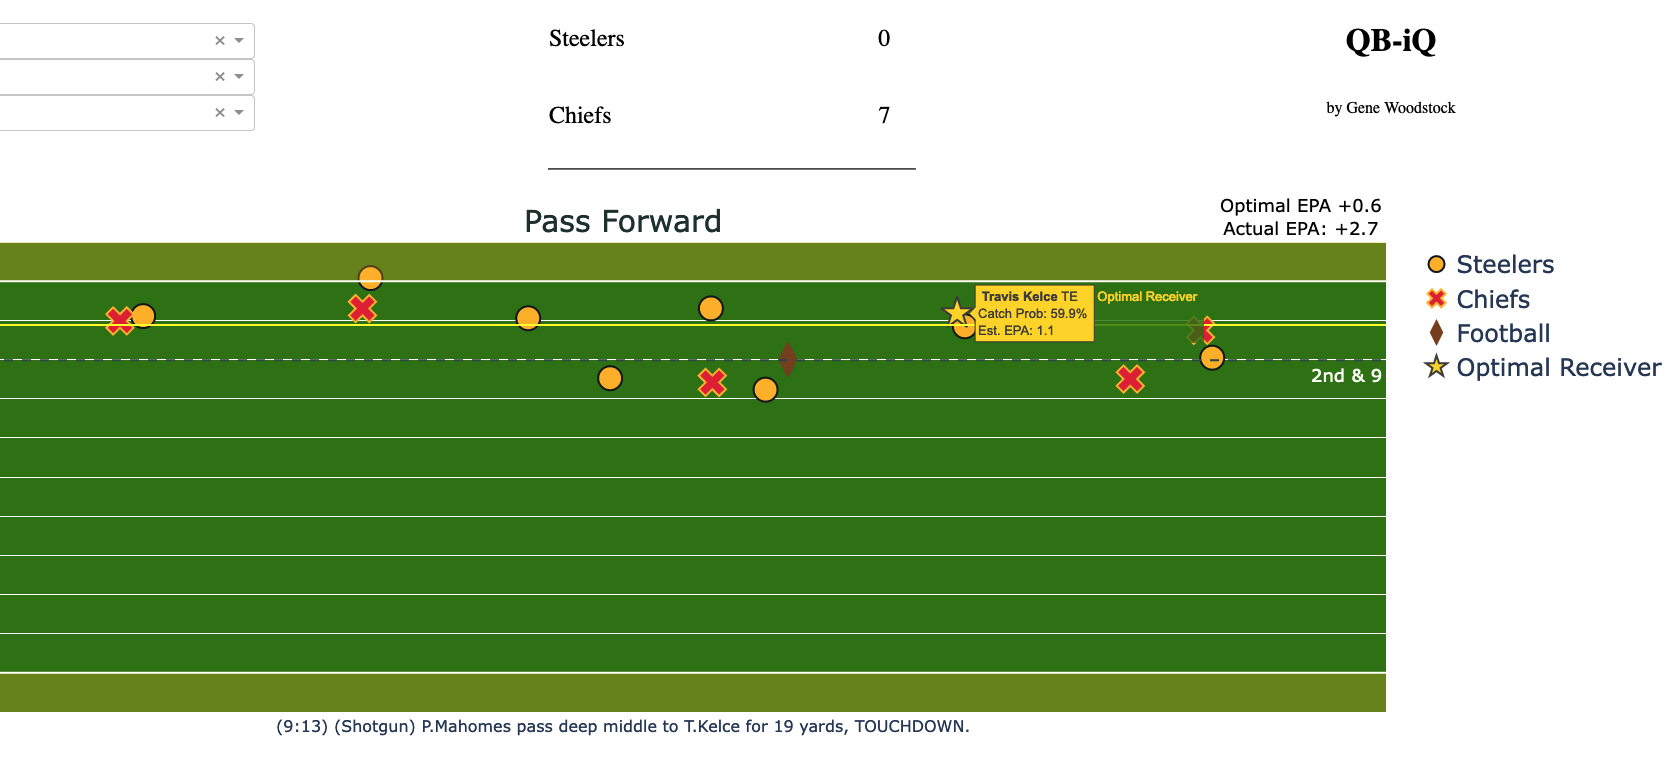 Steelers 0
QB-iQ
Chiefs 7
by Gene Woodstock
Pass Forward
Optimal EPA +0.6
Actual EPA: +2.7
Steelers
Chiefs
Football
Optimal Receiver
Travis Kelce TE
Catch Prob: 59.9%
Est. EPA: 1.1
Optimal Receiver
2nd & 9
(9:13) (Shotgun) P.Mahomes pass deep middle to T.Kelce for 19 yards, TOUCHDOWN.